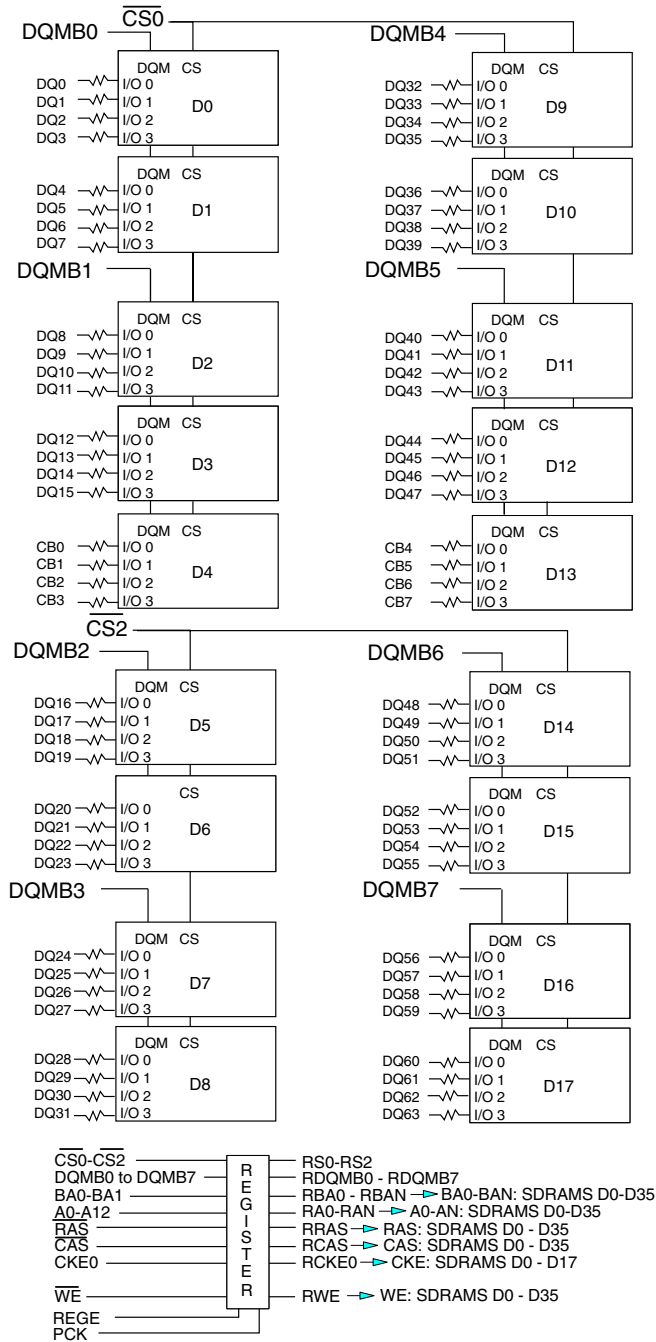 CS0
DQMB0
DQM CS
DQ0 I/O 0
DQ1 I/O 1
DQ2 I/O 2
DQ3 I/O 3
D0
DQM CS
DQ4 I/O 0
DQ5 I/O 1
DQ6 I/O 2
DQ7 I/O 3
D1
DQMB1
DQM CS
DQ8 I/O 0
DQ9 I/O 1
DQ10 I/O 2
DQ11 I/O 3
D2
DQM CS
DQ12 I/O 0
DQ13 I/O 1
DQ14 I/O 2
DQ15 I/O 3
D3
DQM CS
CB0 I/O 0
CB1 I/O 1
CB2 I/O 2
CB3 I/O 3
D4
DQMB4
DQM CS
DQ32 I/O 0
DQ33 I/O 1
DQ34 I/O 2
DQ35 I/O 3
D9
DQM CS
DQ36 I/O 0
DQ37 I/O 1
DQ38 I/O 2
DQ39 I/O 3
D10
DQMB5
DQM CS
DQ40 I/O 0
DQ41 I/O 1
DQ42 I/O 2
DQ43 I/O 3
D11
DQM CS
DQ44 I/O 0
DQ45 I/O 1
DQ46 I/O 2
DQ47 I/O 3
D12
DQM CS
CB4 I/O 0
CB5 I/O 1
CB6 I/O 2
CB7 I/O 3
D13
CS2
DQMB2
DQM CS
DQ16 I/O 0
DQ17 I/O 1
DQ18 I/O 2
DQ19 I/O 3
D5
CS
DQ20 I/O 0
DQ21 I/O 1
DQ22 I/O 2
DQ23 I/O 3
D6
DQMB3
DQM CS
DQ24 I/O 0
DQ25 I/O 1
DQ26 I/O 2
DQ27 I/O 3
D7
DQM CS
DQ28 I/O 0
DQ29 I/O 1
DQ30 I/O 2
DQ31 I/O 3
D8
DQMB6
DQM CS
DQ48 I/O 0
DQ49 I/O 1
DQ50 I/O 2
DQ51 I/O 3
D14
DQM CS
DQ52 I/O 0
DQ53 I/O 1
DQ54 I/O 2
DQ55 I/O 3
D15
DQMB7
DQM CS
DQ56 I/O 0
DQ57 I/O 1
DQ58 I/O 2
DQ59 I/O 3
D16
DQM CS
DQ60 I/O 0
DQ61 I/O 1
DQ62 I/O 2
DQ63 I/O 3
D17
CS0-CS2
DQMB0 to DQMB7
BA0-BA1
A0-A12
RAS
CAS
CKE0
WE
REGE
PCK
REGISTER
RS0-RS2
RDQMB0 - RDQMB7
RBA0 - RBAN BA0-BAN: SDRAMS D0-D35
RA0-RAN A0-AN: SDRAMS D0-D35
RRAS RAS: SDRAMS D0 - D35
RCAS CAS: SDRAMS D0 - D35
RCKE0 CKE: SDRAMS D0 - D17
RWE WE: SDRAMS D0 - D35